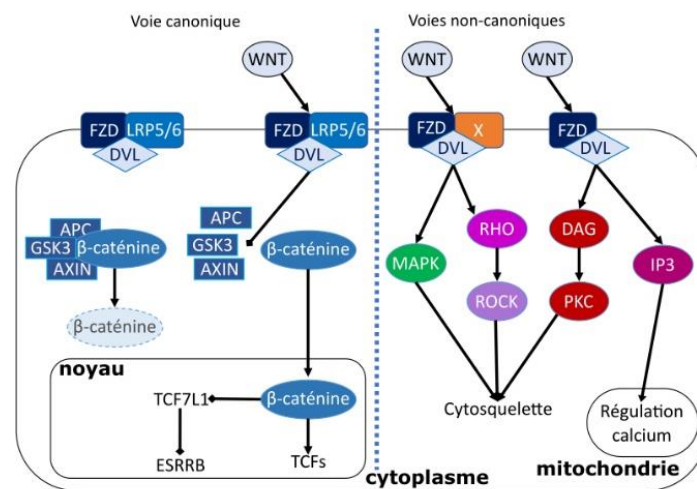 Voie canonique
Voies non-canoniques
WNT
WNT
WNT
FZD LRP5/6
DVL
FZD LRP5/6
DVL
FZD X
DVL
FZD
DVL
APC
GSK3 β-caténine
AXIN
APC
GSK3
AXIN
β-caténine
MAPK
RHO
DAG
IP3
β-caténine
ROCK
PKC
noyau
TCF7L1
β-caténine
ESRRB
TCFs
Cytosquelette
Régulation
calcium
cytoplasme
mitochondrie